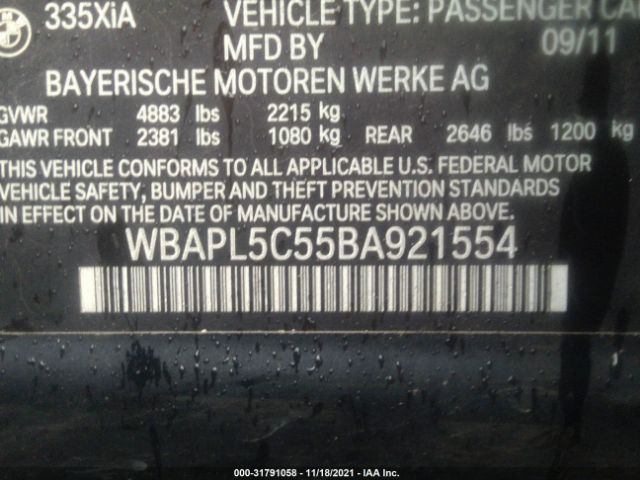 335XiA VEHICLE TYPE: PASSENGER CA
MFD BY 09/11
BAYERISCHE MOTOREN WERKE AG
GVWR 4883 lbs 2215 kg
GAWR FRONT 2381 lbs 1080 kg REAR 2646 lbs 1200 kg
THIS VEHICLE CONFORMS TO ALL APPLICABLE U.S. FEDERAL MOTOR
VEHICLE SAFETY, BUMPER AND THEFT PREVENTION STANDARDS
IN EFFECT ON THE DATE OF MANUFACTURE SHOWN ABOVE.
WBAPL5C55BA921554
000-31791058 - 11/18/2021 - IAA Inc.